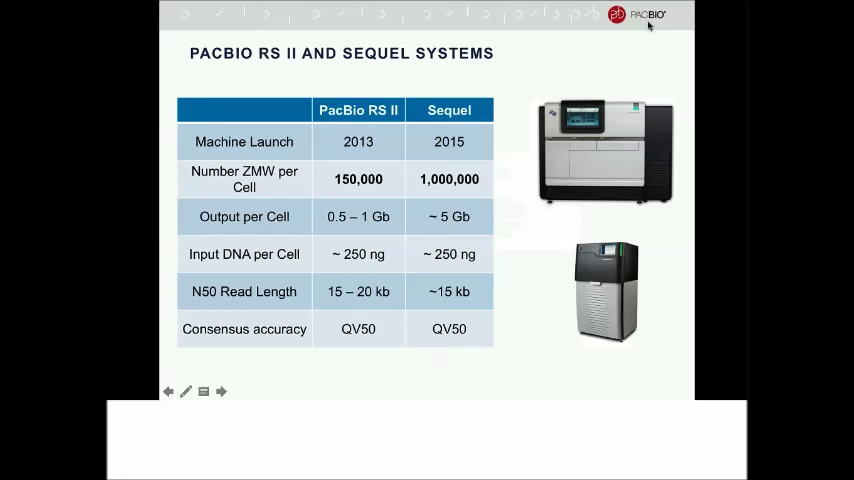 PACBIO
PACBIO RS II AND SEQUEL SYSTEMS
PacBio RS II Sequel
Machine Launch 2013 2015
Number ZMW per
Cell 150,000 1,000,000
Output per Cell 0.5 – 1 Gb ~ 5 Gb
Input DNA per Cell ~ 250 ng ~ 250 ng
N50 Read Length 15 – 20 kb ~15 kb
Consensus accuracy QV50 QV50